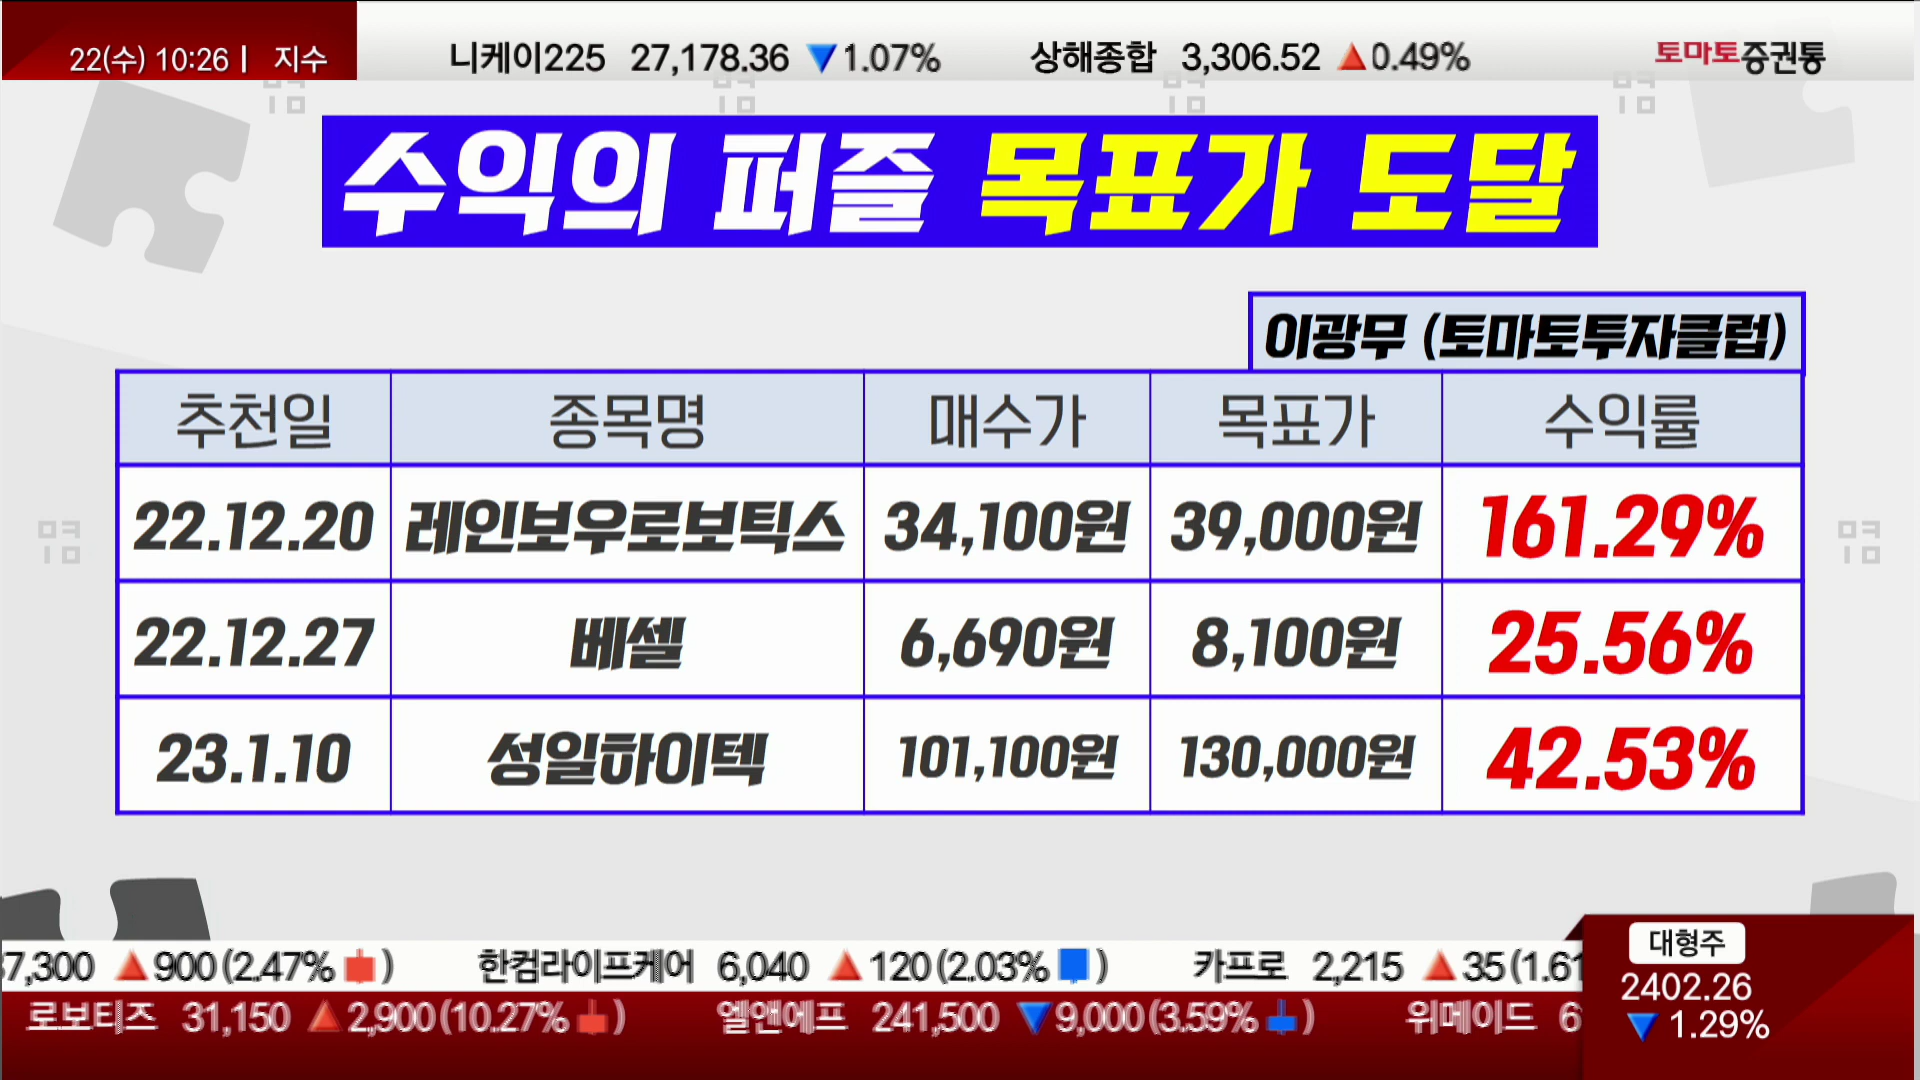 22(수) 10:26 | 지수 니케이225 27,178.36 ▼1.07% 상해종합 3,306.52 ▲0.49% 토마토증권통
수익의 퍼즐 목표가 도달
이광무 (토마토투자클럽)
추천일 종목명 매수가 목표가 수익률
22.12.20 레인보우로보틱스 34,100원 39,000원 161.29%
22.12.27 베셀 6,690원 8,100원 25.56%
23.1.10 성일하이텍 101,100원 130,000원 42.53%
7,300 ▲900(2.47%) 한컴라이프케어 6,040 ▲120(2.03%) 카프로 2,215 ▲35(1.61
로보티즈 31,150 ▲2,900(10.27%) 엘앤에프 241,500 ▼9,000(3.59%) 위메이드 6
대형주
2402.26
▼1.29%